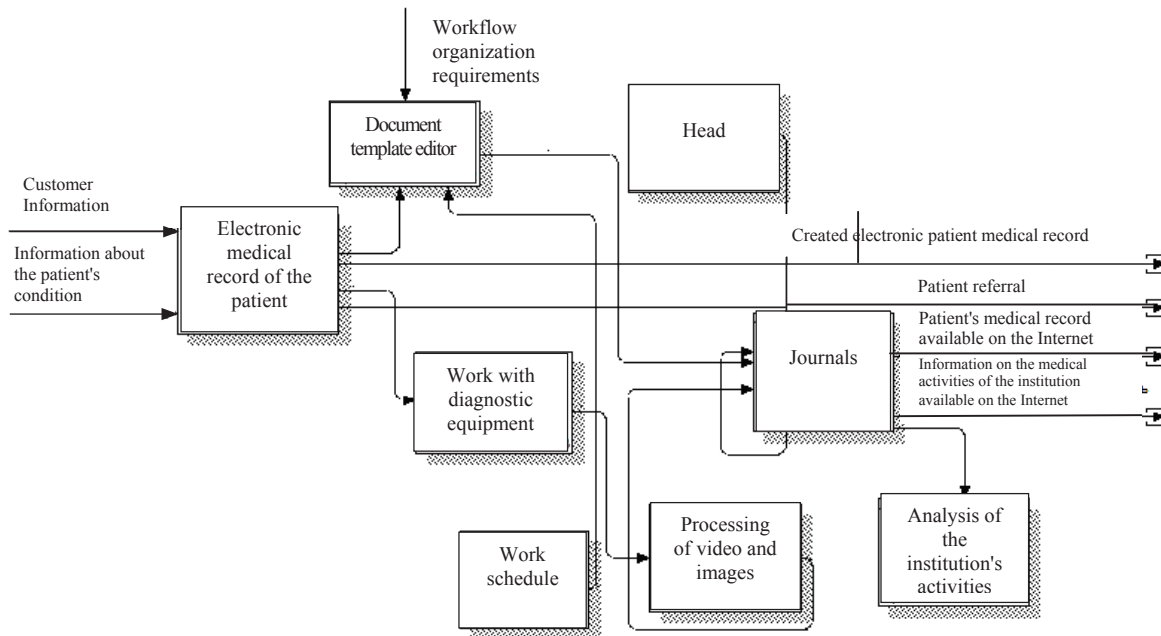 Workflow
organization
requirements
Document
template editor
Head
Customer
Information
Information about
the patient's
condition
Electronic
medical
record of the
patient
Created electronic patient medical record
Patient referral
Patient's medical record
available on the Internet
Information on the medical
activities of the institution
available on the Internet
Journals
Work with
diagnostic
equipment
Work
schedule
Processing
of video and
images
Analysis of
the
institution's
activities